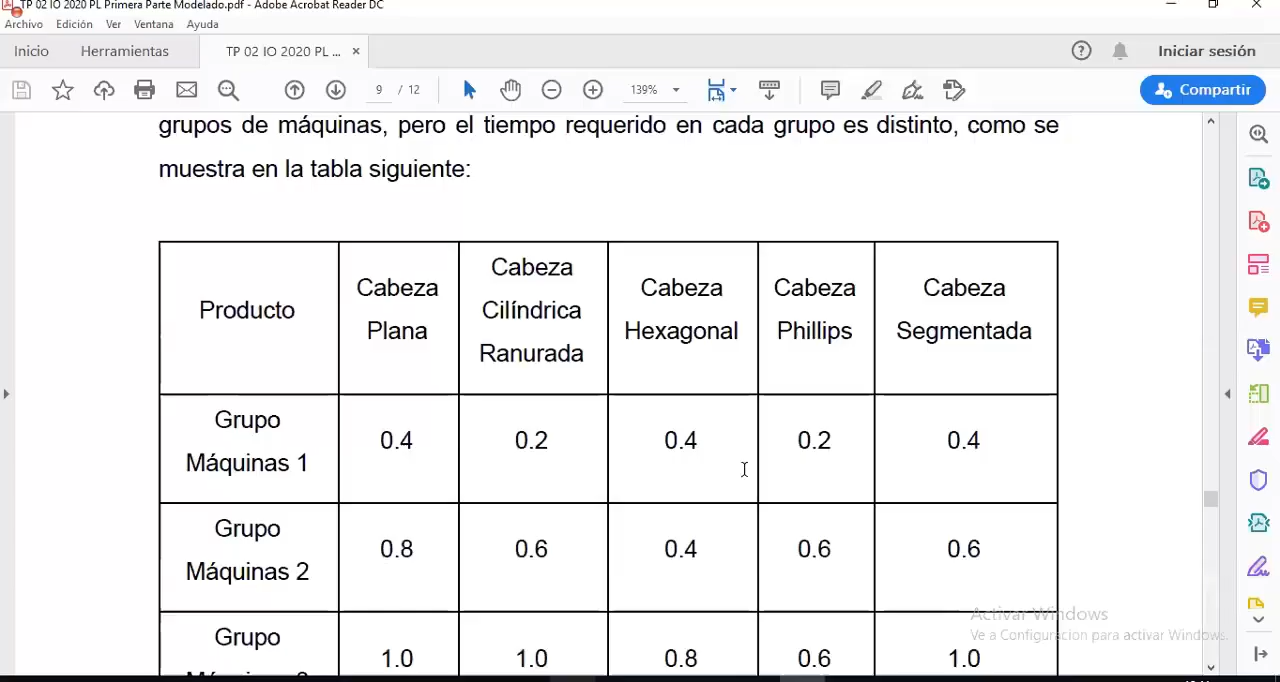 TP 02 IO 2020 PL Primera Parte Modelado.pdf - Adobe Acrobat Reader DC
Archivo Edición Ver Ventana Ayuda
Inicio Herramientas TP 02 IO 2020 PL ... × Iniciar sesión
9 / 12 139% Compartir
grupos de máquinas, pero el tiempo requerido en cada grupo es distinto, como se
muestra en la tabla siguiente:
Producto
Cabeza
Plana
Cabeza
Cilíndrica
Ranurada
Cabeza
Hexagonal
Cabeza
Phillips
Cabeza
Segmentada
Grupo
Máquinas 1
0.4 0.2 0.4 0.2 0.4
Grupo
Máquinas 2
0.8 0.6 0.4 0.6 0.6
Grupo
1.0 1.0 0.8 0.6 1.0
Activar Windows
Ve a Configuración para activar Windows.